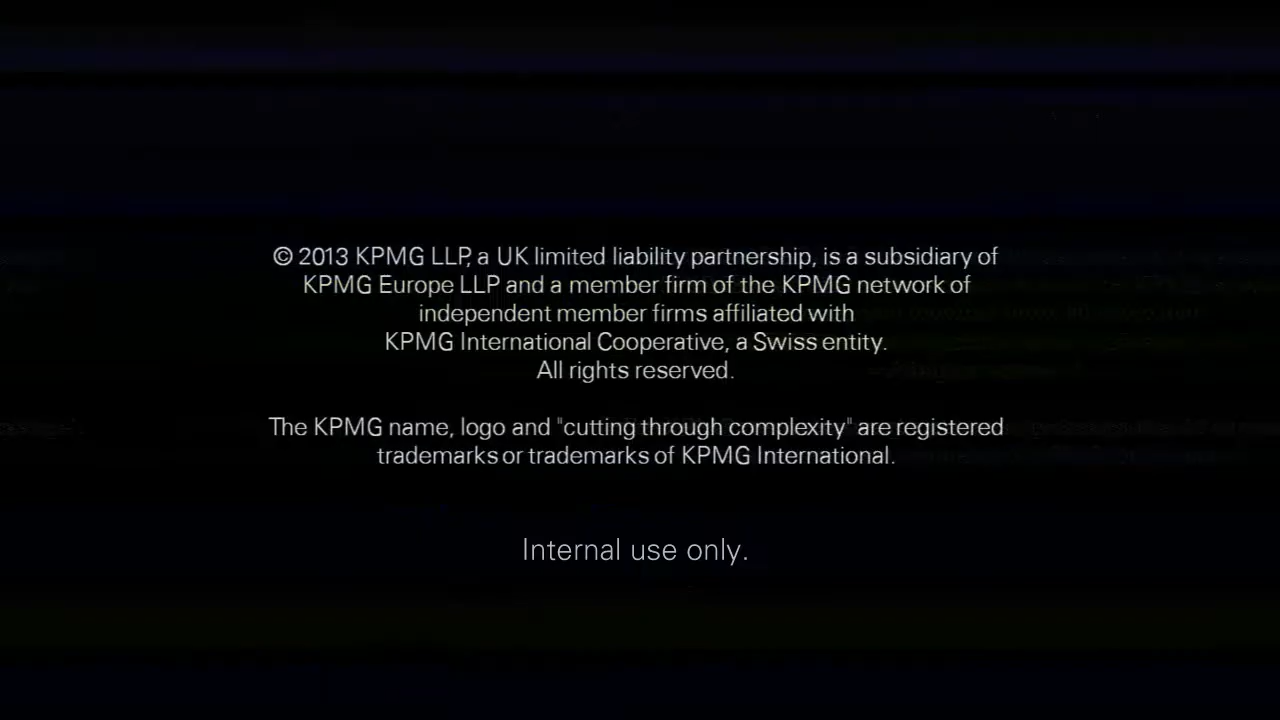 © 2013 KPMG LLP, a UK limited liability partnership, is a subsidiary of
KPMG Europe LLP and a member firm of the KPMG network of
independent member firms affiliated with
KPMG International Cooperative, a Swiss entity.
All rights reserved.
The KPMG name, logo and "cutting through complexity" are registered
trademarks or trademarks of KPMG International.
Internal use only.